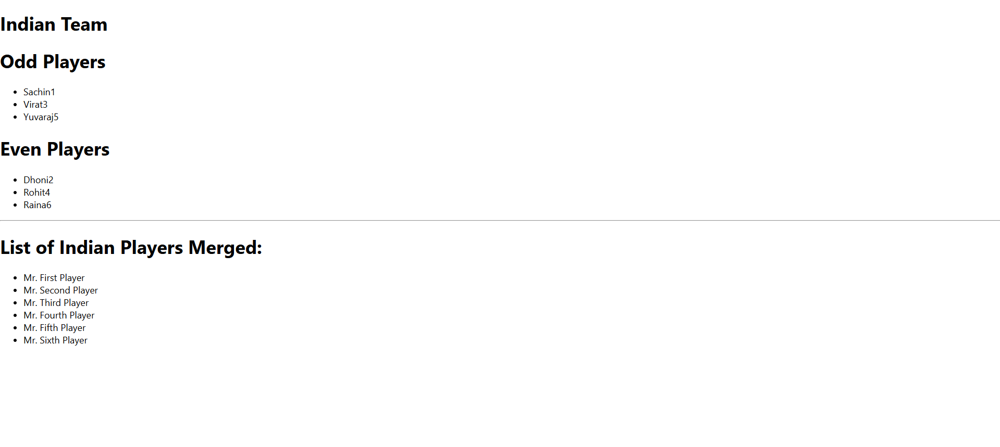 Indian Team
Odd Players
Sachin1
Virat3
Yuvaraj5
Even Players
Dhoni2
Rohit4
Raina6
List of Indian Players Merged:
Mr. First Player
Mr. Second Player
Mr. Third Player
Mr. Fourth Player
Mr. Fifth Player
Mr. Sixth Player